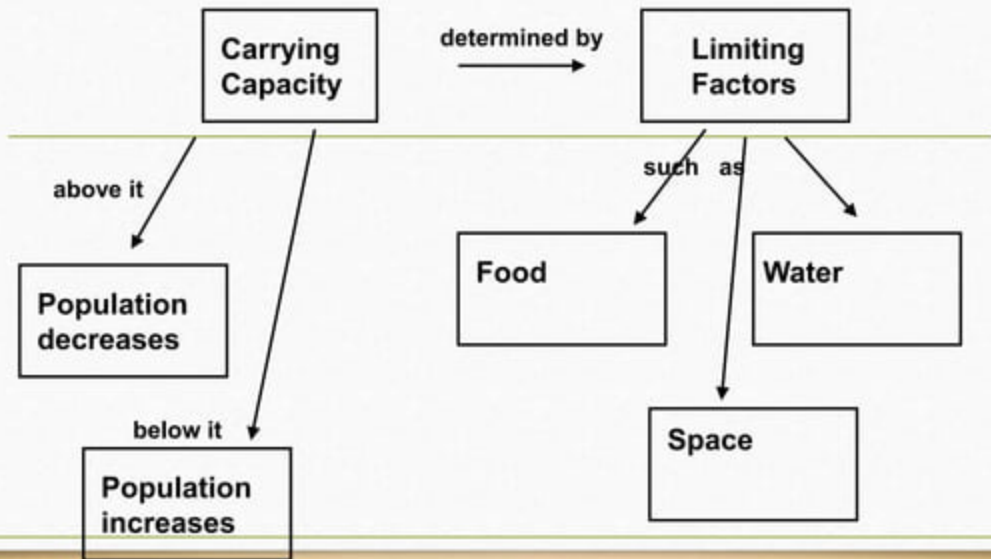 Carrying
Capacity
determined by
Limiting
Factors
above it
such as
Population
decreases
Food
Water
below it
Space
Population
increases